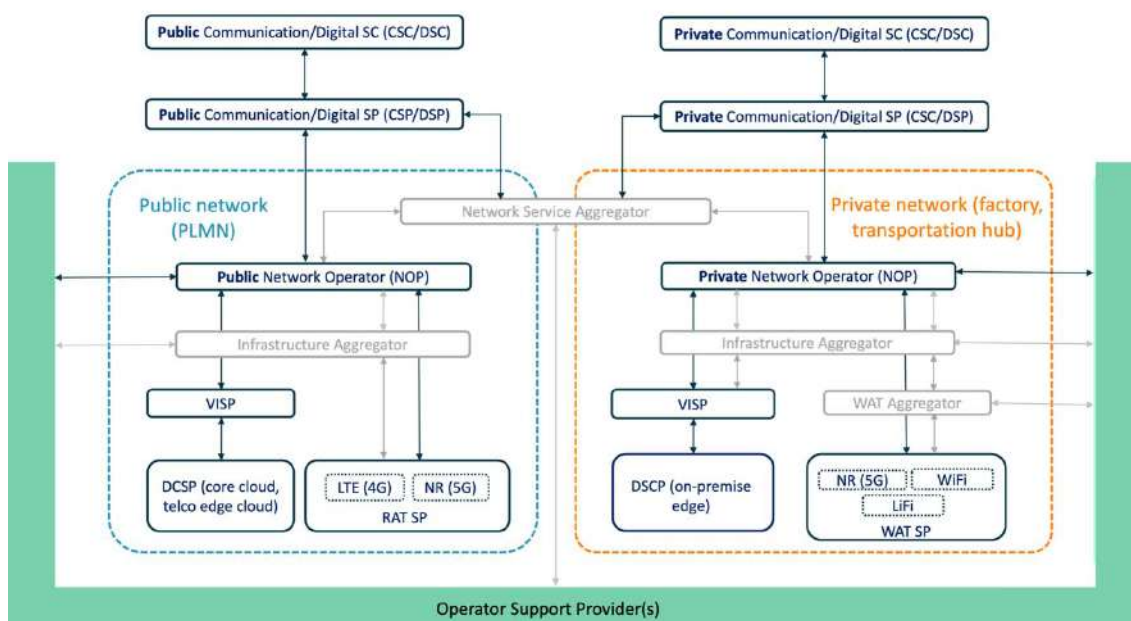 Public Communication/Digital SC (CSC/DSC)
Private Communication/Digital SC (CSC/DSC)
Public Communication/Digital SP (CSP/DSP)
Private Communication/Digital SP (CSC/DSP)
Public network
(PLMN)
Network Service Aggregator
Private network (factory,
transportation hub)
Public Network Operator (NOP)
Private Network Operator (NOP)
Infrastructure Aggregator
Infrastructure Aggregator
VISP
VISP
WAT Aggregator
DCSP (core cloud,
telco edge cloud)
LTE (4G)
NR (5G)
RAT SP
DSCP (on-premise
edge)
NR (5G)
WiFi
LiFi
WAT SP
Operator Support Provider(s)